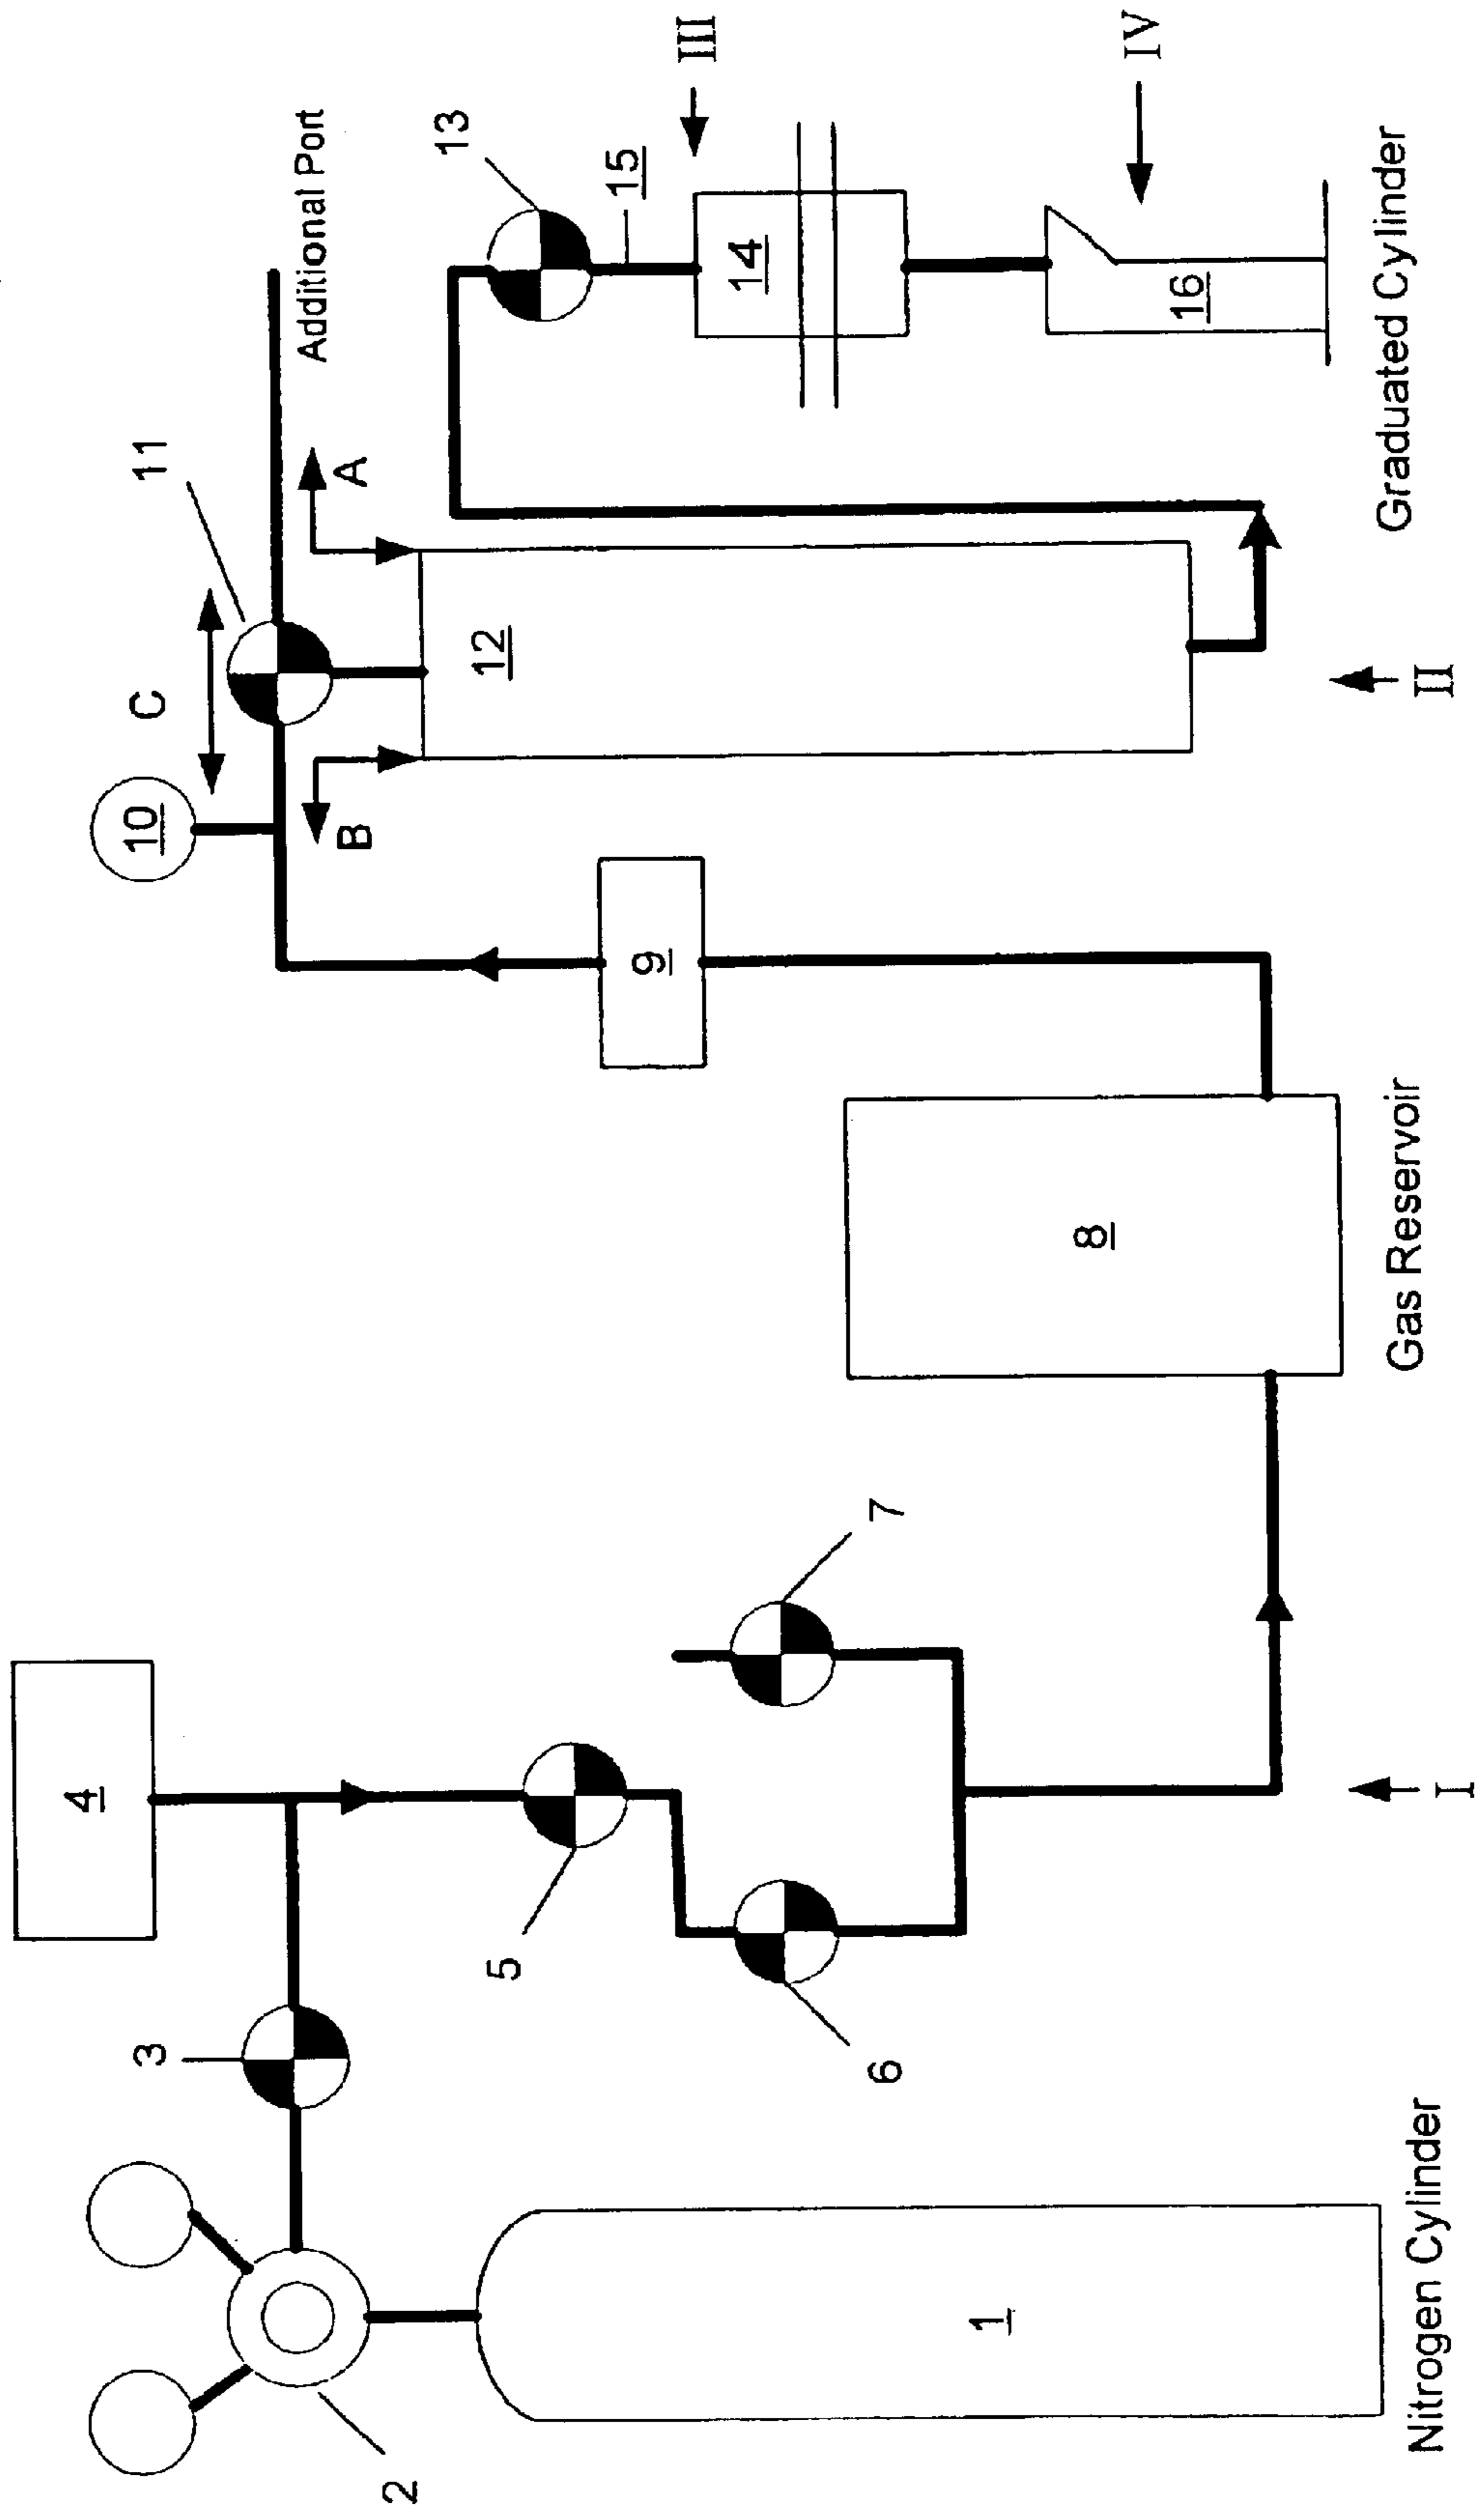 2
1
Nitrogen Cylinder
3
4
5
6
7
I
8
Gas Reservoir
9
10
C
11
B
A
12
II
Additional Port
13
15
14
16
III
IV
Graduated Cylinder